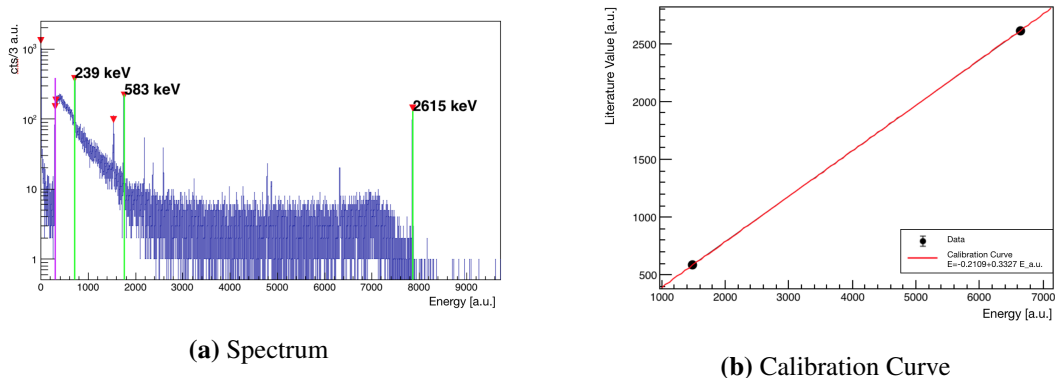 cts/3 a.u.
10³
10²
10
1
239 keV
583 keV
2615 keV
0 1000 2000 3000 4000 5000 6000 7000 8000 9000
Energy [a.u.]
(a) Spectrum
Literature Value [a.u.]
2500
2000
1500
1000
500
Data
Calibration Curve
E=-0.2109+0.3327 E_a.u.
1000 2000 3000 4000 5000 6000 7000
Energy [a.u.]
(b) Calibration Curve